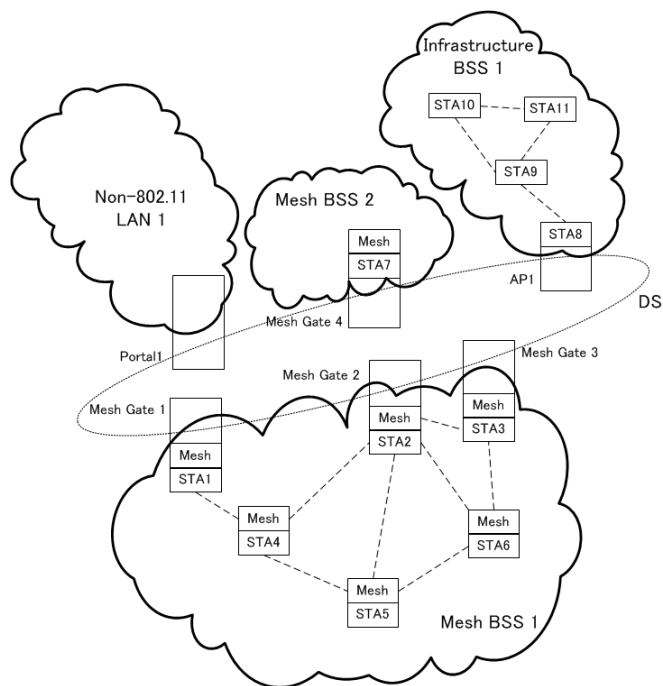 Infrastructure
BSS 1
STA10
STA11
STA9
STA8
AP1
Non-802.11
LAN 1
Mesh BSS 2
Mesh
STA7
Mesh Gate 4
DS
Portal1
Mesh Gate 3
Mesh Gate 2
Mesh Gate 1
Mesh
STA3
Mesh
STA2
Mesh
STA1
Mesh
STA4
Mesh
STA6
Mesh
STA5
Mesh BSS 1